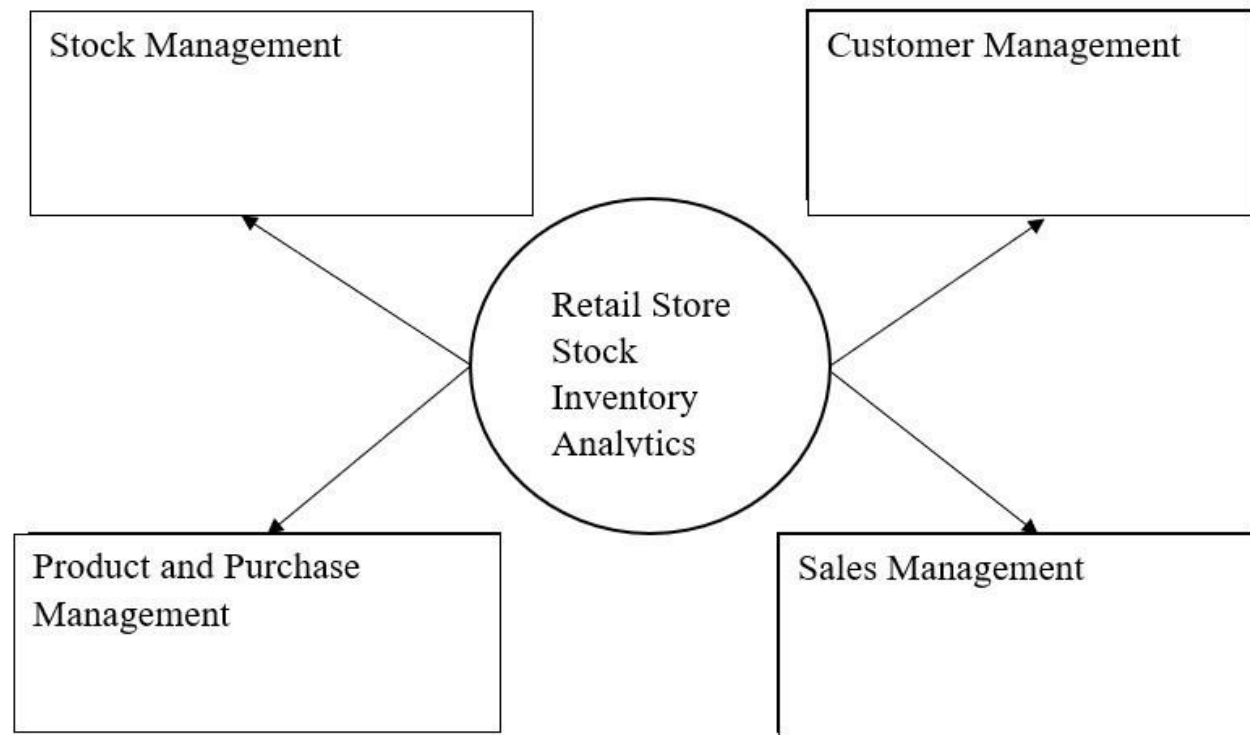 Stock Management
Customer Management
Retail Store
Stock
Inventory
Analytics
Product and Purchase
Management
Sales Management